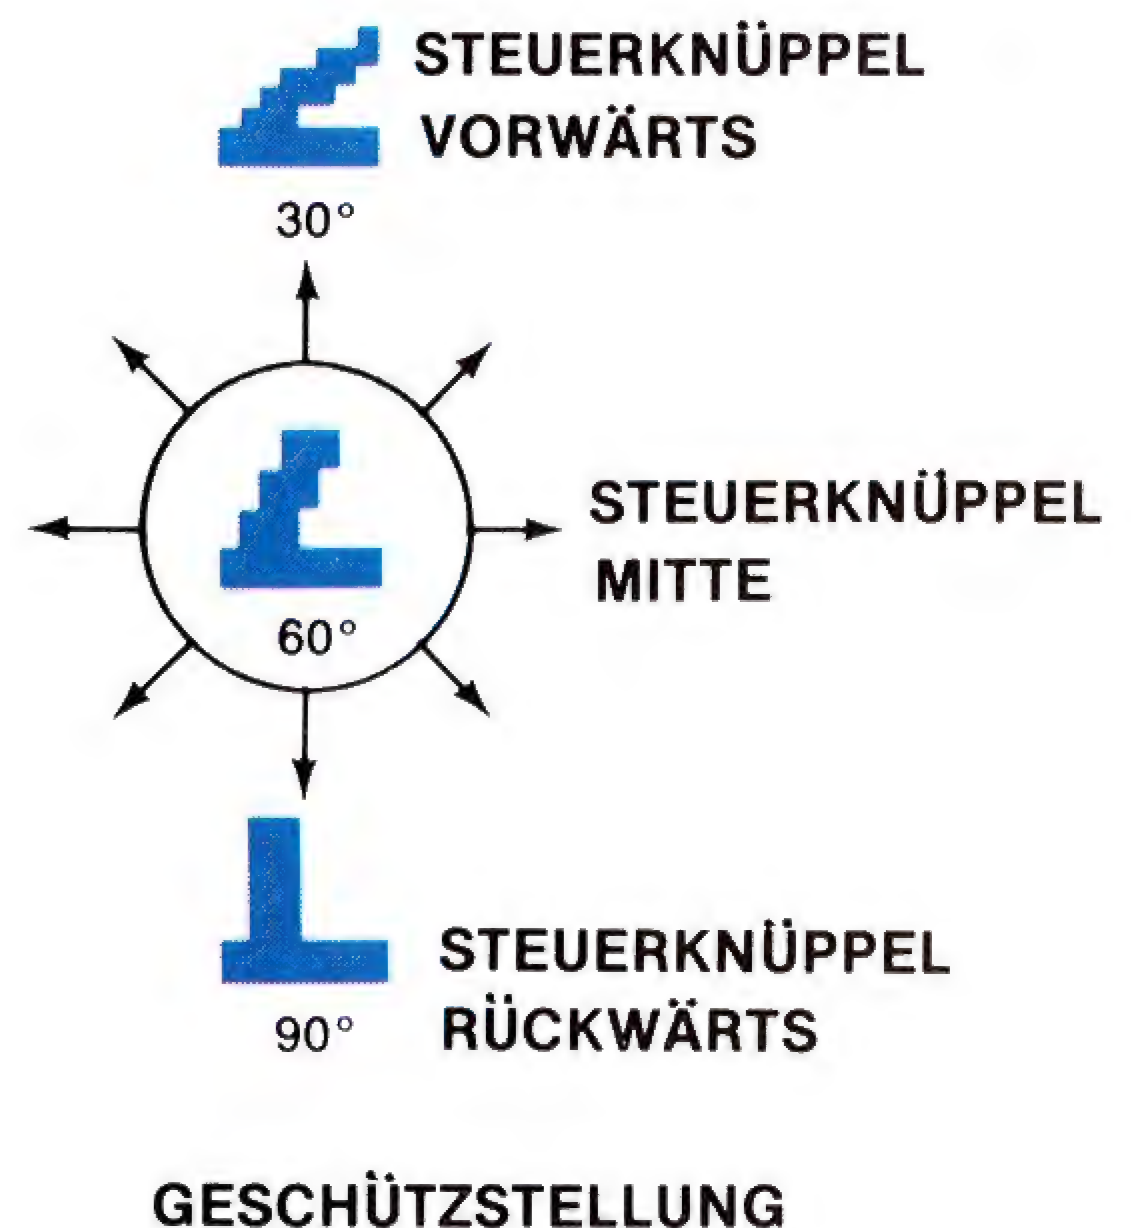 STEUERKNÜPPEL
VORWÄRTS
30°
STEUERKNÜPPEL
MITTE
60°
STEUERKNÜPPEL
RÜCKWÄRTS
90°
GESCHÜTZSTELLUNG